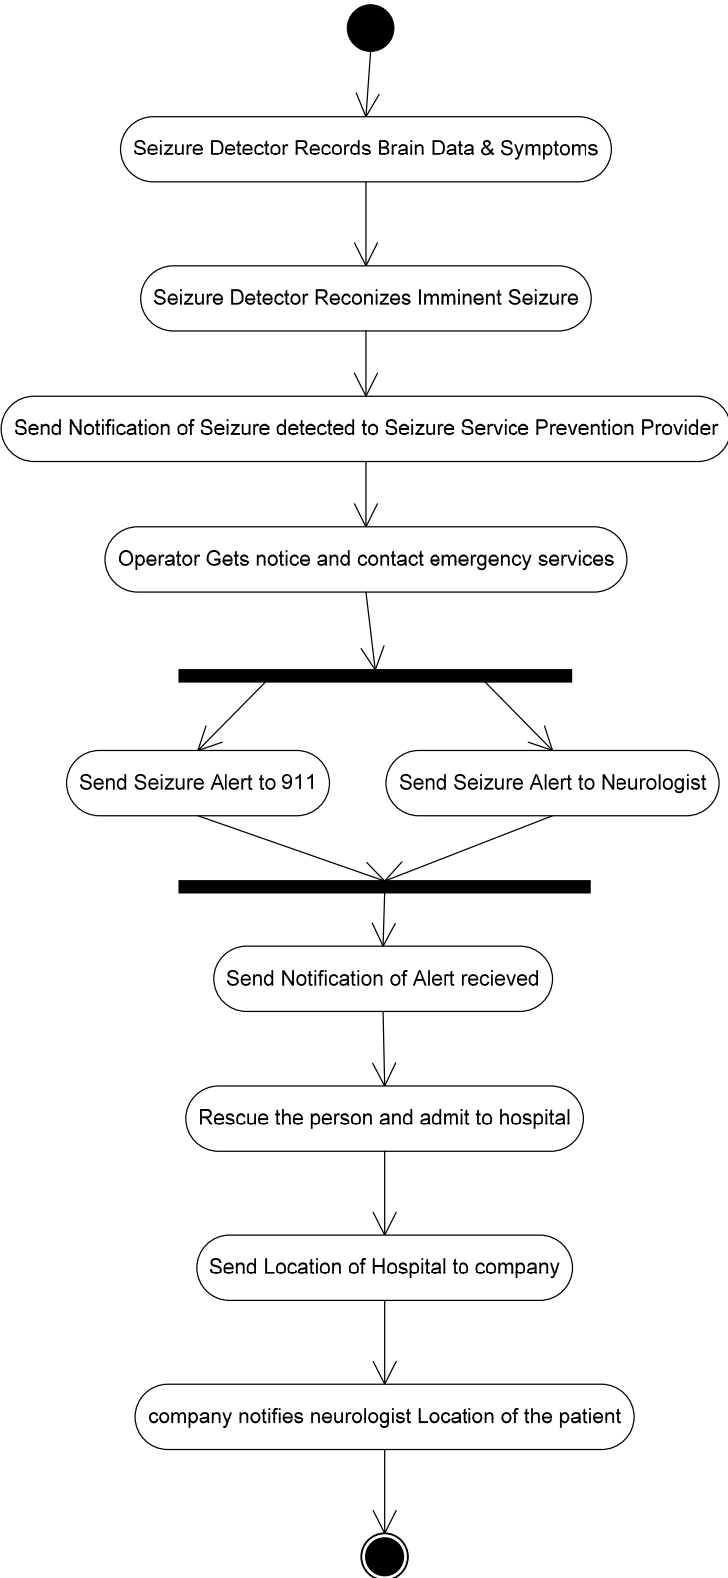 Seizure Detector Records Brain Data & Symptoms
Seizure Detector Reconizes Imminent Seizure
Send Notification of Seizure detected to Seizure Service Prevention Provider
Operator Gets notice and contact emergency services
Send Seizure Alert to 911
Send Seizure Alert to Neurologist
Send Notification of Alert recieved
Rescue the person and admit to hospital
Send Location of Hospital to company
company notifies neurologist Location of the patient